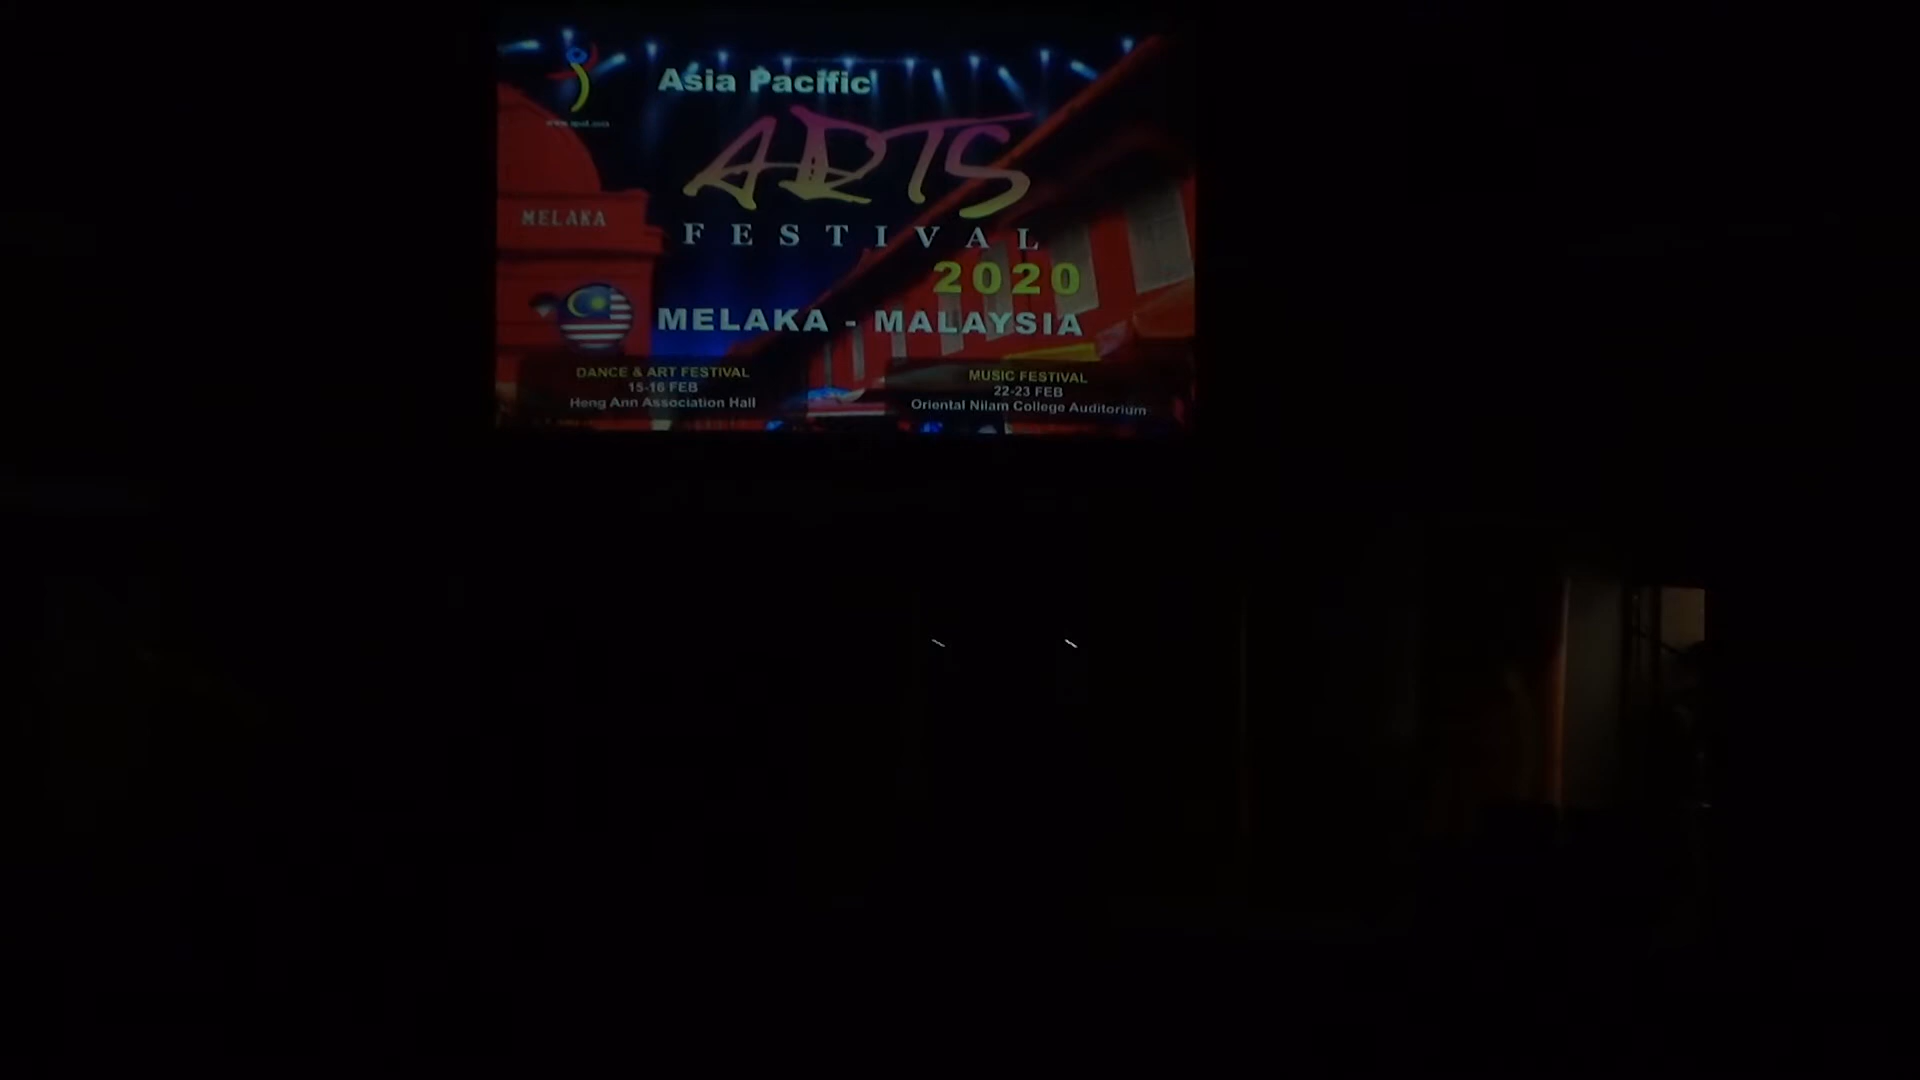 Asia Pacific
ARTS
FESTIVAL
2020
MELAKA - MALAYSIA
MELAKA
DANCE & ART FESTIVAL
15-16 FEB
Heng Ann Association Hall
MUSIC FESTIVAL
22-23 FEB
Oriental Nilam College Auditorium